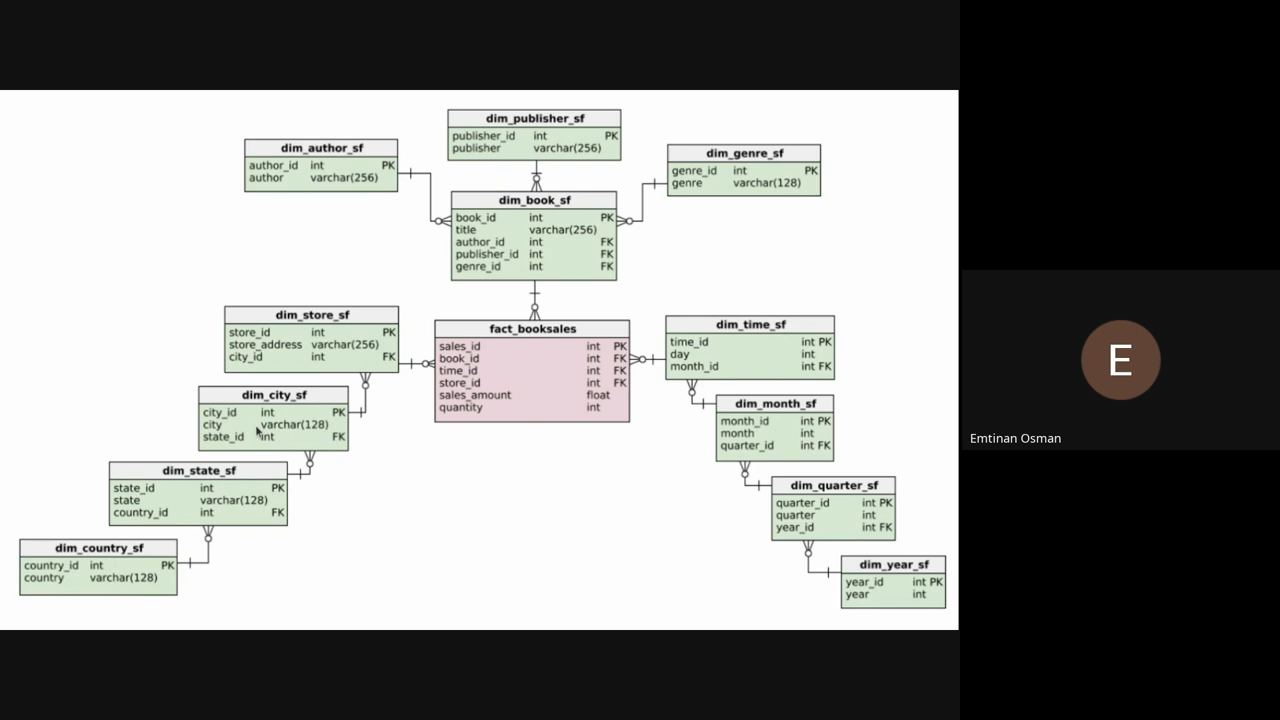 dim_publisher_sf
publisher_id int PK
publisher varchar(256)
dim_author_sf
author_id int PK
author varchar(256)
dim_genre_sf
genre_id int PK
genre varchar(128)
dim_book_sf
book_id int PK
title varchar(256)
author_id int FK
publisher_id int FK
genre_id int FK
dim_store_sf
store_id int PK
store_address varchar(256)
city_id int FK
fact_booksales
sales_id int PK
book_id int FK
time_id int FK
store_id int FK
sales_amount float
quantity int
dim_time_sf
time_id int PK
day int
month_id int FK
dim_city_sf
city_id int PK
city varchar(128)
state_id int FK
dim_month_sf
month_id int PK
month int
quarter_id int FK
dim_state_sf
state_id int PK
state varchar(128)
country_id int FK
dim_quarter_sf
quarter_id int PK
quarter int
year_id int FK
dim_country_sf
country_id int PK
country varchar(128)
dim_year_sf
year_id int PK
year int
E
Emtinan Osman